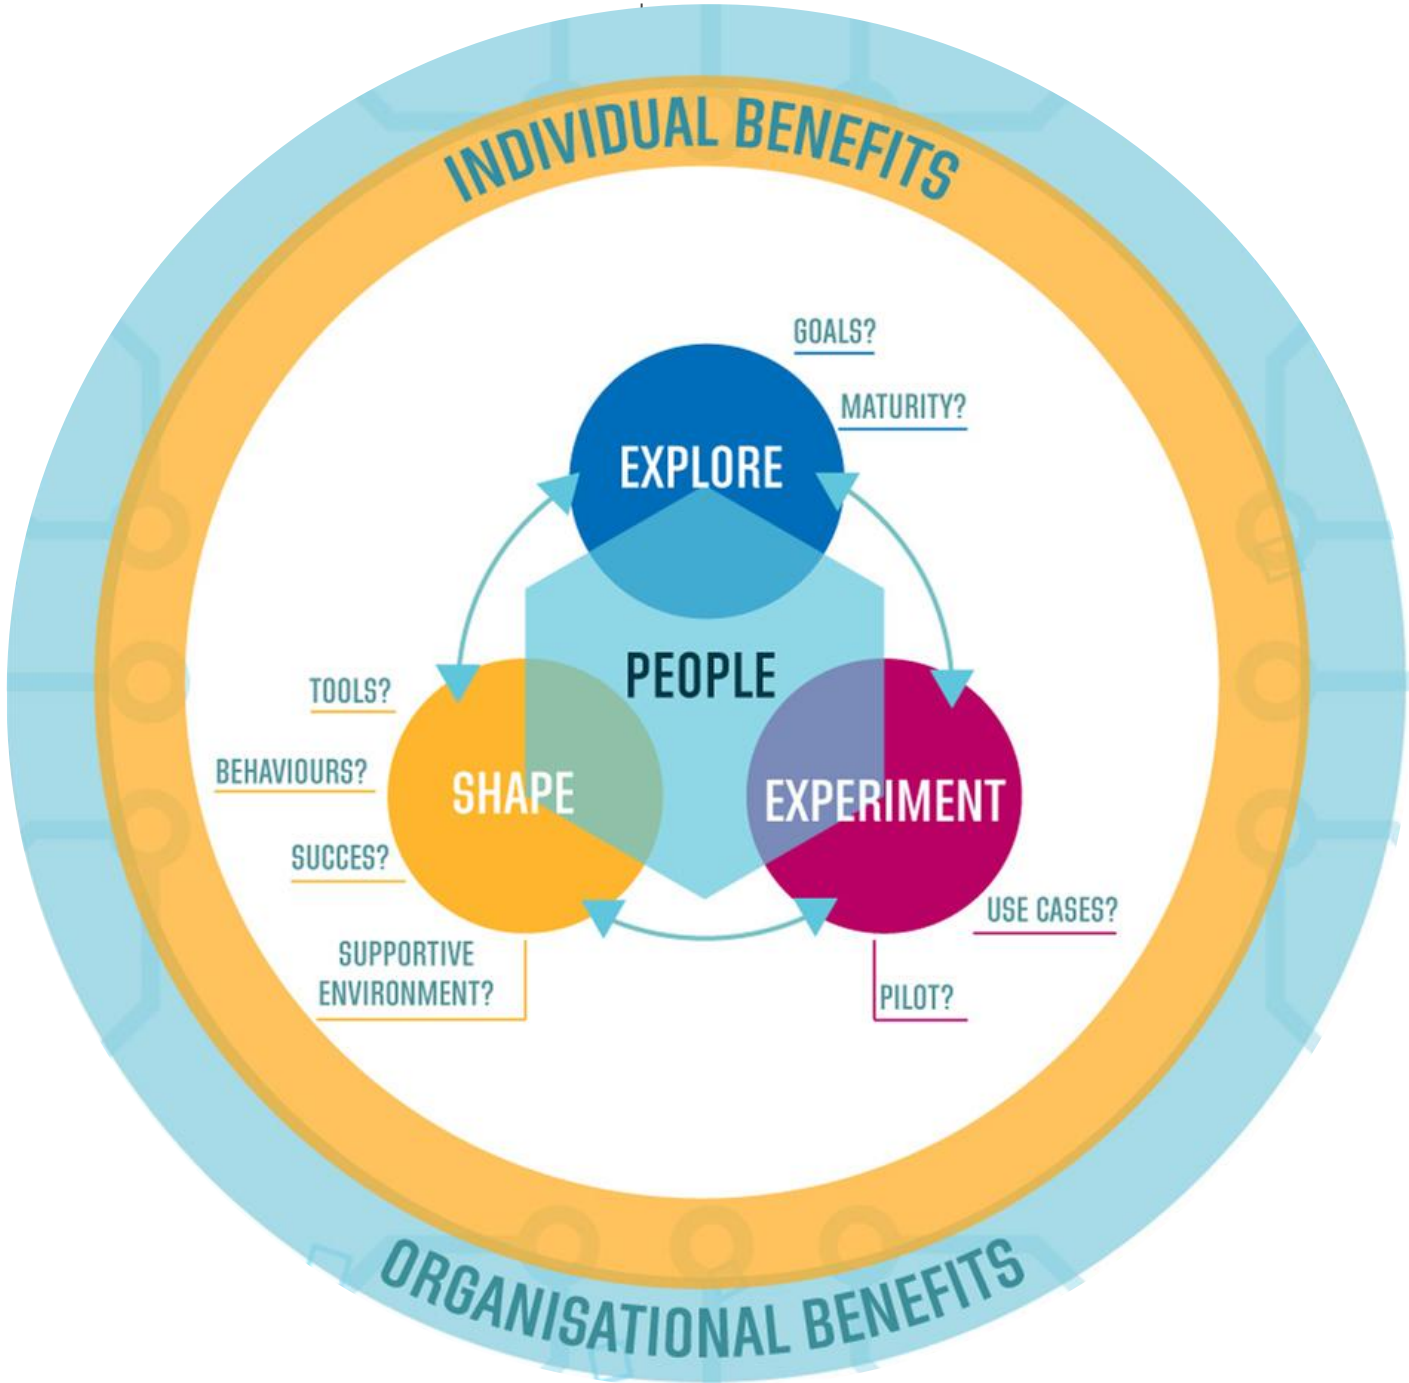 INDIVIDUAL BENEFITS
GOALS?
MATURITY?
EXPLORE
PEOPLE
TOOLS?
BEHAVIOURS?
SHAPE
EXPERIMENT
SUCCES?
USE CASES?
SUPPORTIVE
ENVIRONMENT?
PILOT?
ORGANISATIONAL BENEFITS